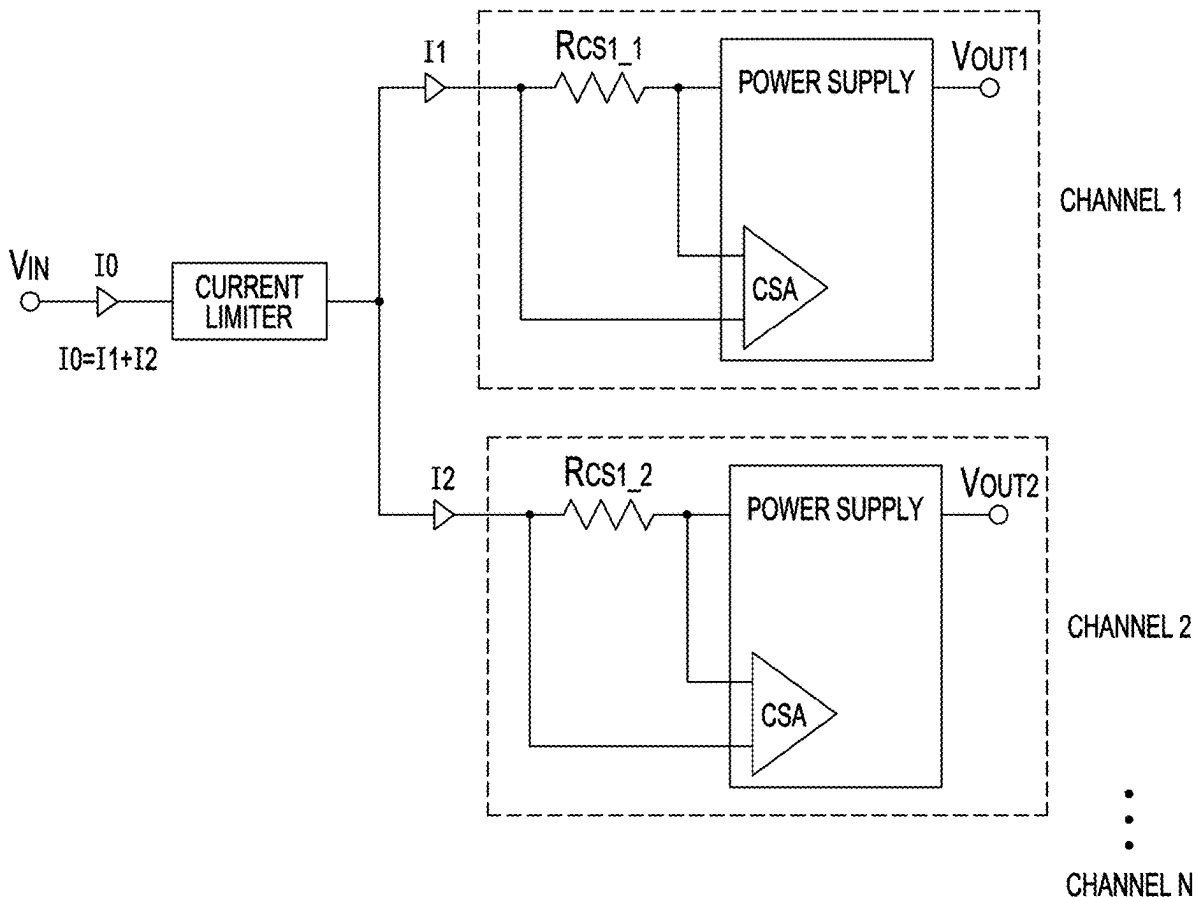 I1
RCS1_1
POWER SUPPLY
VOUT1
CHANNEL 1
VIN
I0
CURRENT
LIMITER
CSA
I0=I1+I2
I2
RCS1_2
POWER SUPPLY
VOUT2
CHANNEL 2
CSA
CHANNEL N